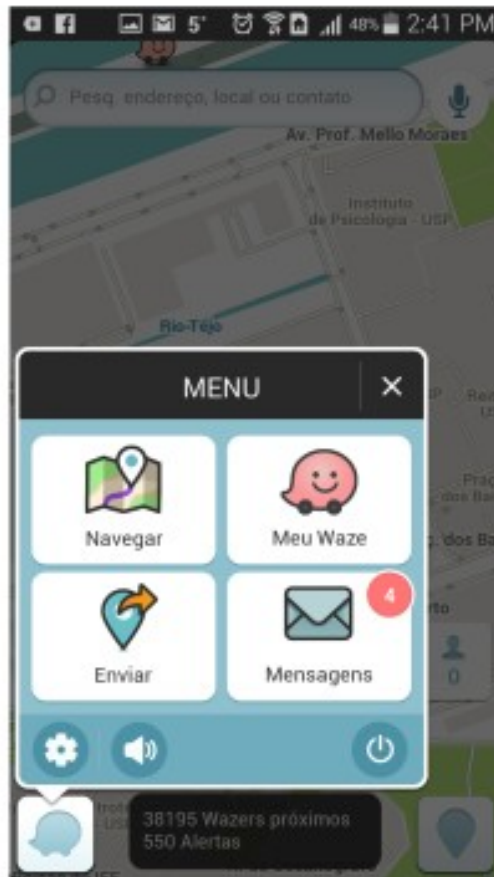 5°
48%
2:41 PM
Pesq. endereço, local ou contato
Av. Prof. Mello Moraes
Instituto
de Psicologia - USP
Rio-Tejo
MENU
Navegar
Meu Waze
4
Enviar
Mensagens
0
38195 Wazers próximos
550 Alertas